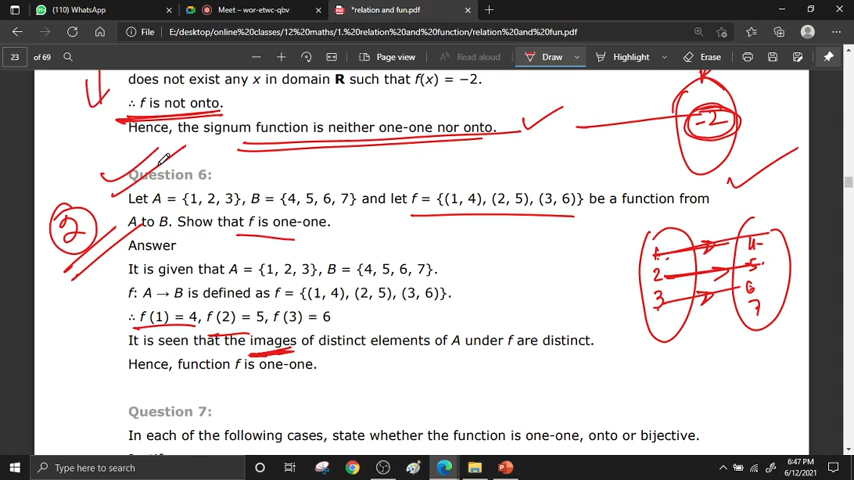 (110) WhatsApp
Meet – wor-etwc-qbv
*relation and fun.pdf
File
E:/desktop/online%20classes/12%20maths/1.%20relation%20and%20function/relation%20and%20fun.pdf
23
of 69
Page view
Read aloud
Draw
Highlight
Erase
does not exist any x in domain R such that f(x) = −2.
∴ f is not onto.
Hence, the signum function is neither one-one nor onto.
-2
Question 6:
Let A = {1, 2, 3}, B = {4, 5, 6, 7} and let f = {(1, 4), (2, 5), (3, 6)} be a function from
A to B. Show that f is one-one.
2
Answer
It is given that A = {1, 2, 3}, B = {4, 5, 6, 7}.
f: A → B is defined as f = {(1, 4), (2, 5), (3, 6)}.
∴ f (1) = 4, f (2) = 5, f (3) = 6
It is seen that the images of distinct elements of A under f are distinct.
Hence, function f is one-one.
1 4
2 5
3 6
7
Question 7:
In each of the following cases, state whether the function is one-one, onto or bijective.
Type here to search
ENG
6:47 PM
6/12/2021